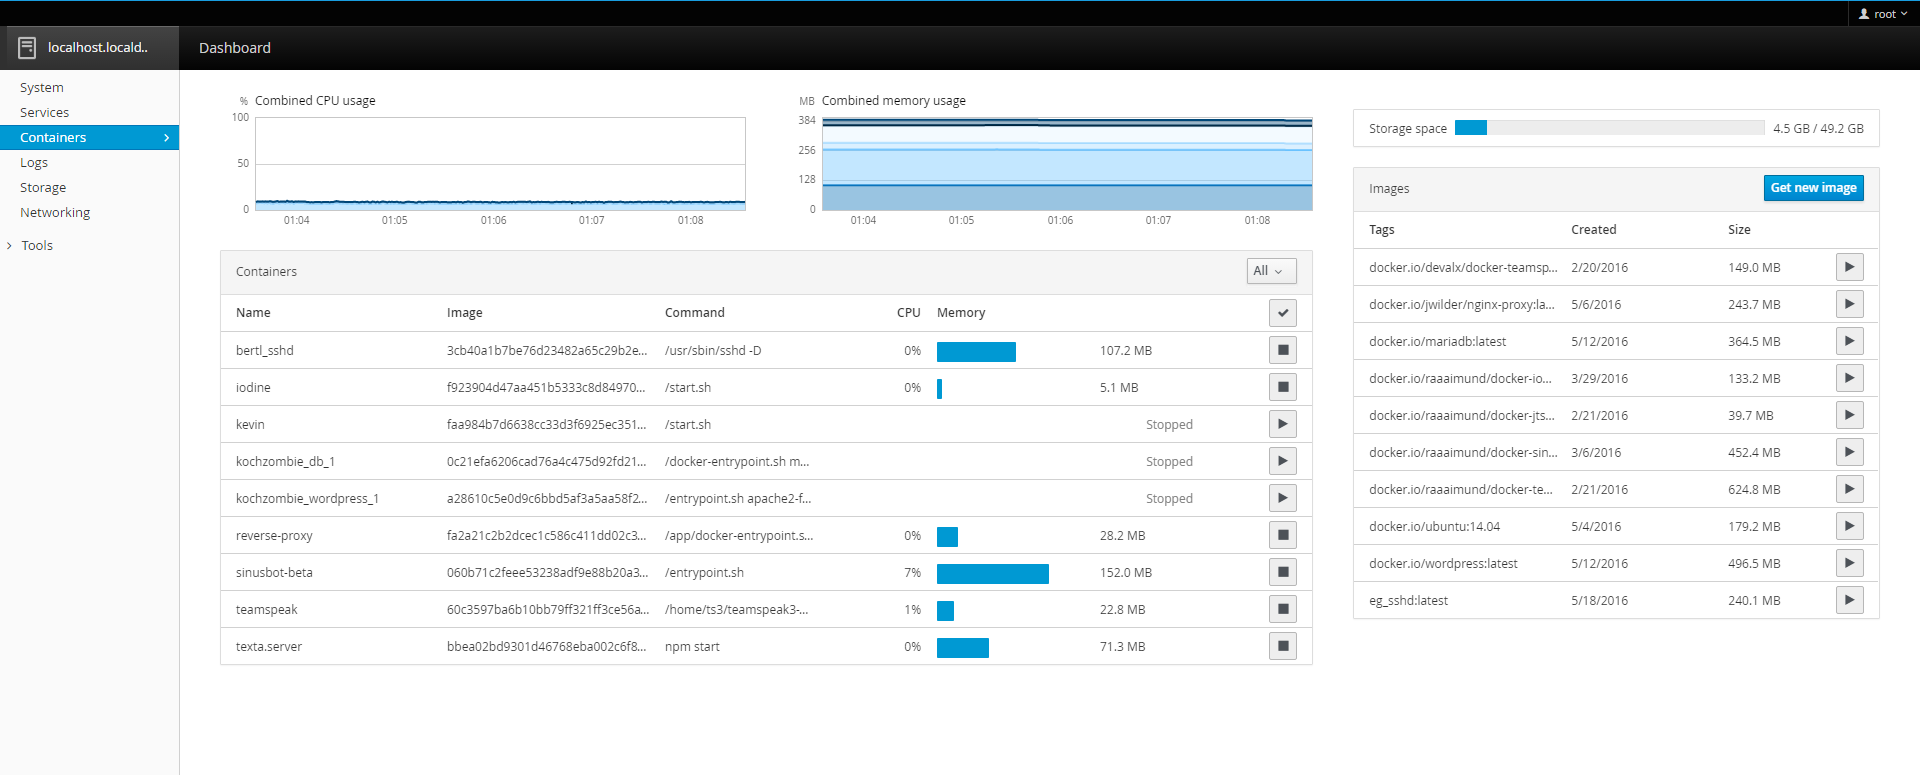 root
localhost.locald..
Dashboard
System
Services
Containers
Logs
Storage
Networking
Tools
% Combined CPU usage
100
50
0
01:04 01:05 01:06 01:07 01:08
MB Combined memory usage
384
256
128
0
01:04 01:05 01:06 01:07 01:08
Containers All
Name Image Command CPU Memory
bertl_sshd 3cb40a1b7be76d23482a65c29b2e... /usr/sbin/sshd -D 0% 107.2 MB
iodine f923904d47aa451b5333c8d84970... /start.sh 0% 5.1 MB
kevin faa984b7d6638cc33d3f6925ec351... /start.sh Stopped
kochzombie_db_1 0c21efa6206cad76a4c475d92fd21... /docker-entrypoint.sh m... Stopped
kochzombie_wordpress_1 a28610c5e0d9c6bbd5af3a5aa58f2... /entrypoint.sh apache2-f... Stopped
reverse-proxy fa2a21c2b2dcec1c586c411dd02c3... /app/docker-entrypoint.s... 0% 28.2 MB
sinusbot-beta 060b71c2feee53238adf9e88b20a3... /entrypoint.sh 7% 152.0 MB
teamspeak 60c3597ba6b10bb79ff321ff3ce56a... /home/ts3/teamspeak3-... 1% 22.8 MB
texta.server bbea02bd9301d46768eba002c6f8... npm start 0% 71.3 MB
Storage space 4.5 GB / 49.2 GB
Images Get new image
Tags Created Size
docker.io/devalx/docker-teamsp... 2/20/2016 149.0 MB
docker.io/jwilder/nginx-proxy:la... 5/6/2016 243.7 MB
docker.io/mariadb:latest 5/12/2016 364.5 MB
docker.io/raaaimund/docker-io... 3/29/2016 133.2 MB
docker.io/raaaimund/docker-jts... 2/21/2016 39.7 MB
docker.io/raaaimund/docker-sin... 3/6/2016 452.4 MB
docker.io/raaaimund/docker-te... 2/21/2016 624.8 MB
docker.io/ubuntu:14.04 5/4/2016 179.2 MB
docker.io/wordpress:latest 5/12/2016 496.5 MB
eg_sshd:latest 5/18/2016 240.1 MB